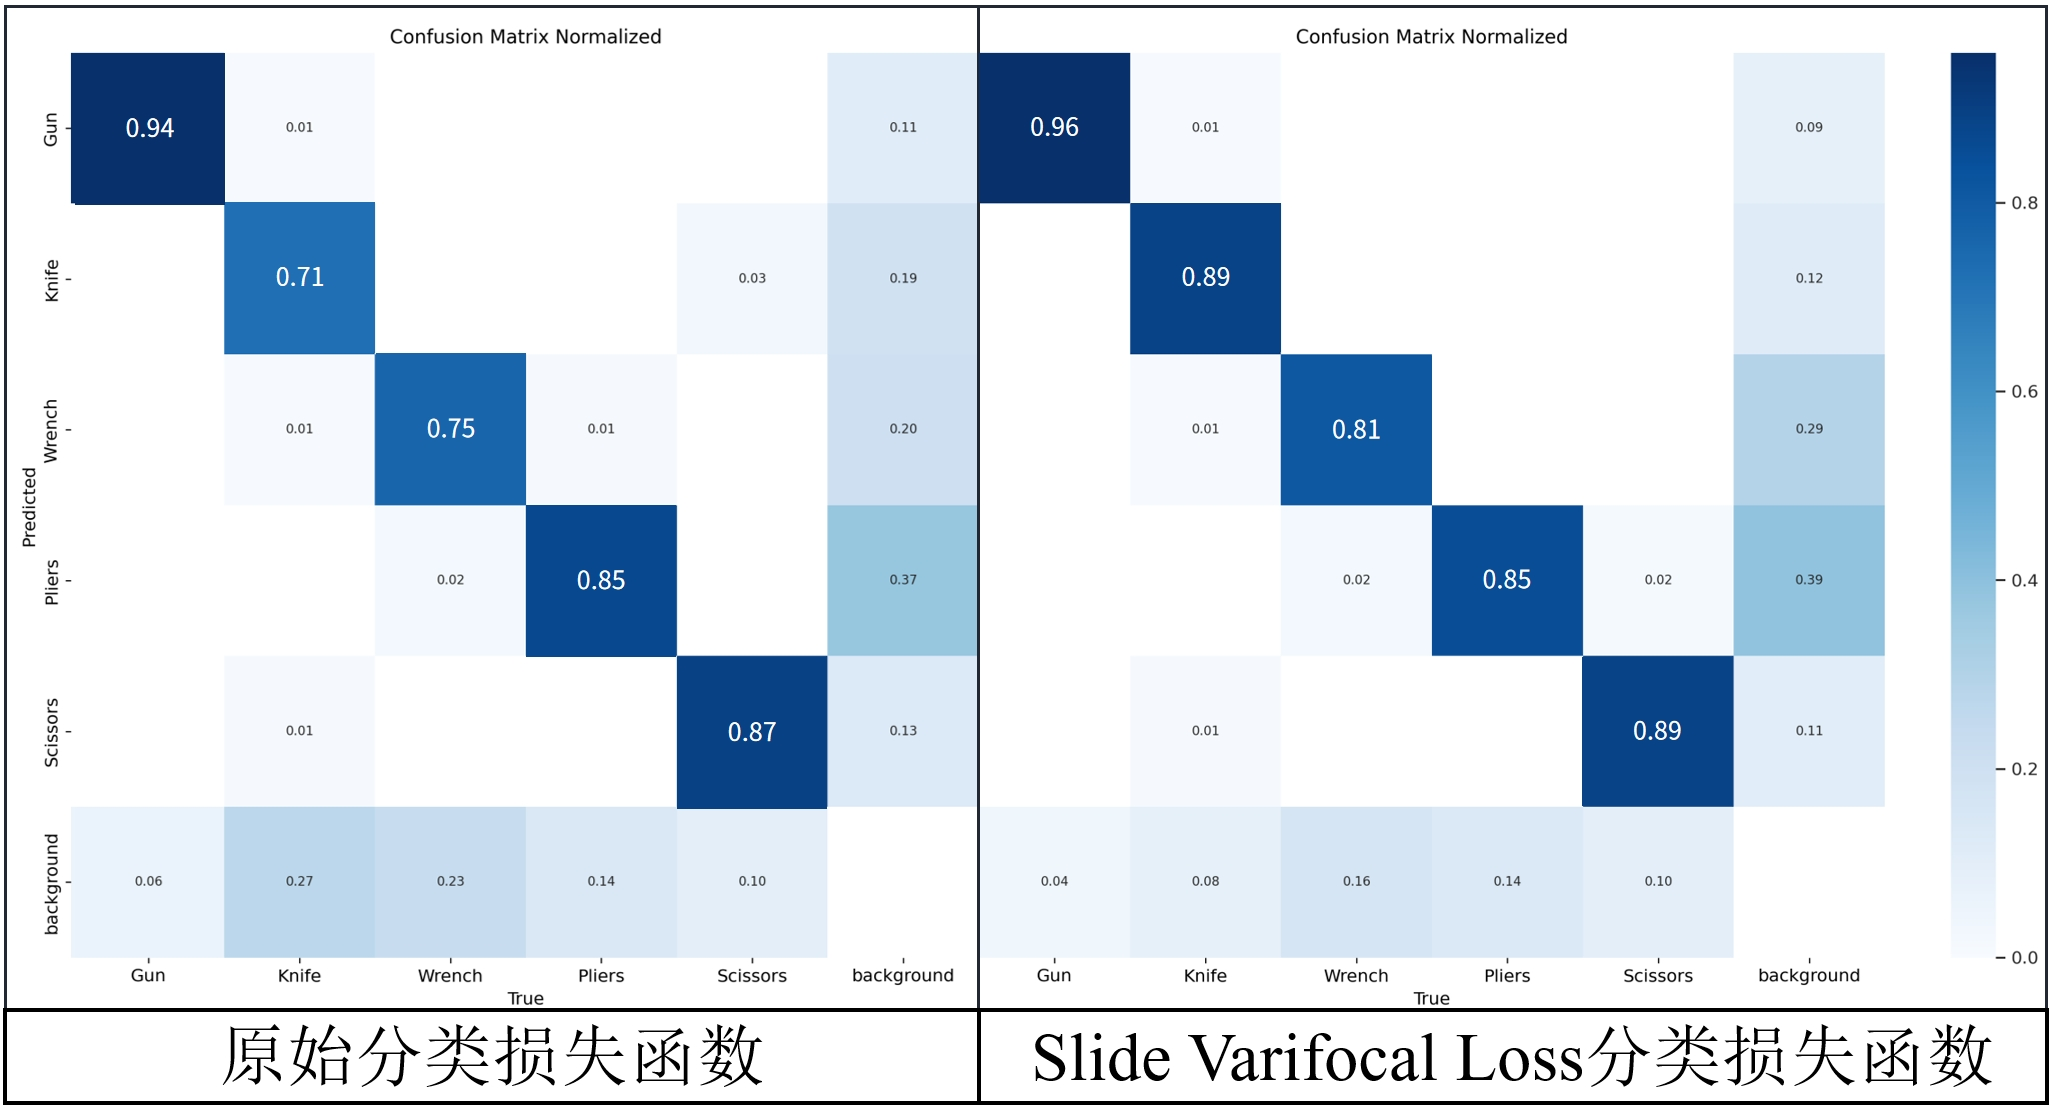 Confusion Matrix Normalized
Gun
0.94
0.01
0.11
Knife
0.71
0.03
0.19
Wrench
0.01
0.75
0.01
0.20
Predicted
Pliers
0.02
0.85
0.37
Scissors
0.01
0.87
0.13
background
0.06
0.27
0.23
0.14
0.10
Gun
Knife
Wrench
Pliers
Scissors
background
True
原始分类损失函数
Confusion Matrix Normalized
0.96
0.01
0.09
0.89
0.12
0.01
0.81
0.29
0.02
0.85
0.02
0.39
0.01
0.89
0.11
0.04
0.08
0.16
0.14
0.10
Gun
Knife
Wrench
Pliers
Scissors
background
True
0.8
0.6
0.4
0.2
0.0
Slide Varifocal Loss分类损失函数